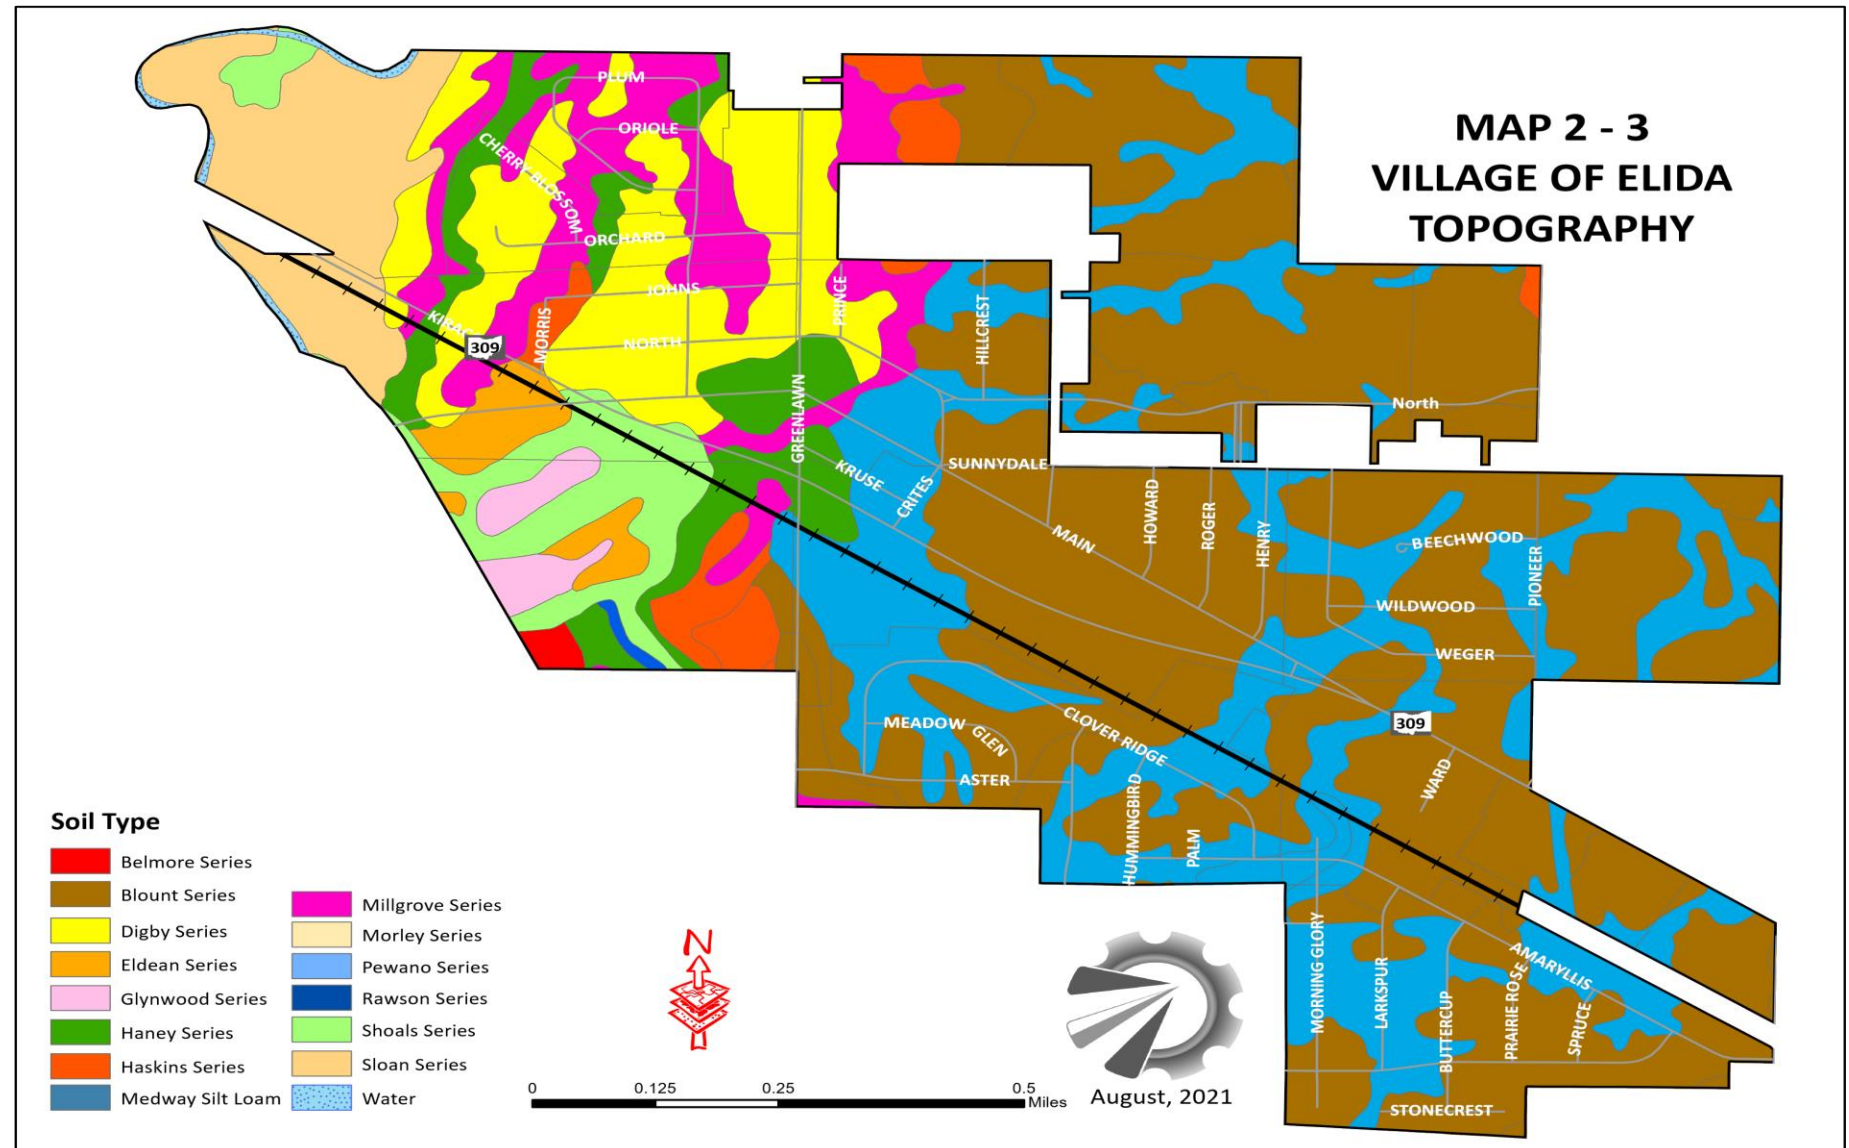 MAP 2 - 3
VILLAGE OF ELIDA
TOPOGRAPHY
PLUM
ORIOLE
CHERRY BLOSSOM
ORCHARD
JOHNS
PRINCE
HILLCREST
MORRIS
309
NORTH
GREENLAWN
North
KRUSE
CRITES
SUNNYDALE
MAIN
HOWARD
ROGER
HENRY
BEECHWOOD
PIONEER
WILDWOOD
WEGER
309
MEADOW
GLEN
CLOVER RIDGE
ASTER
HUMMINGBIRD
PALM
WARD
MORNING GLORY
LARKSPUR
BUTTERCUP
PRAIRIE ROSE
AMARYLLIS
SPRUCE
STONECREST
Soil Type
Belmore Series
Blount Series
Digby Series
Eldean Series
Glynwood Series
Haney Series
Haskins Series
Medway Silt Loam
Millgrove Series
Morley Series
Pewano Series
Rawson Series
Shoals Series
Sloan Series
Water
N
0 0.125 0.25 0.5
Miles
August, 2021